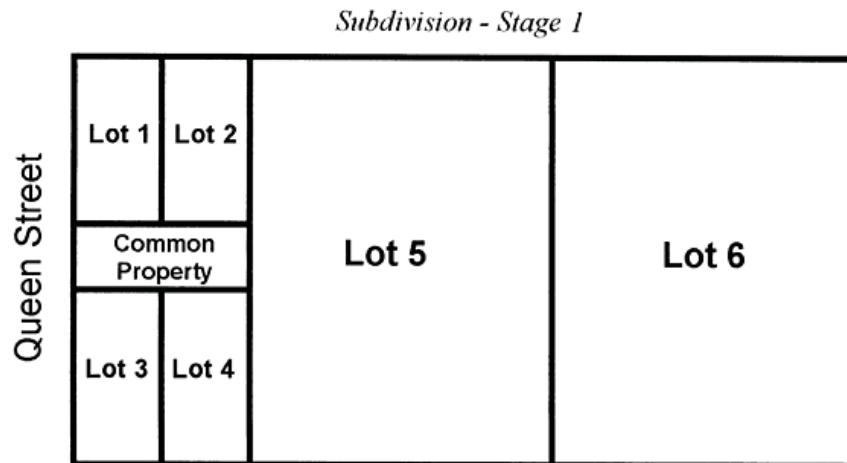 Subdivision - Stage 1
Queen Street
Lot 1
Lot 2
Common
Property
Lot 3
Lot 4
Lot 5
Lot 6